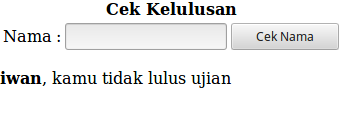 Cek Kelulusan
Nama : Cek Nama
iwan, kamu tidak lulus ujian